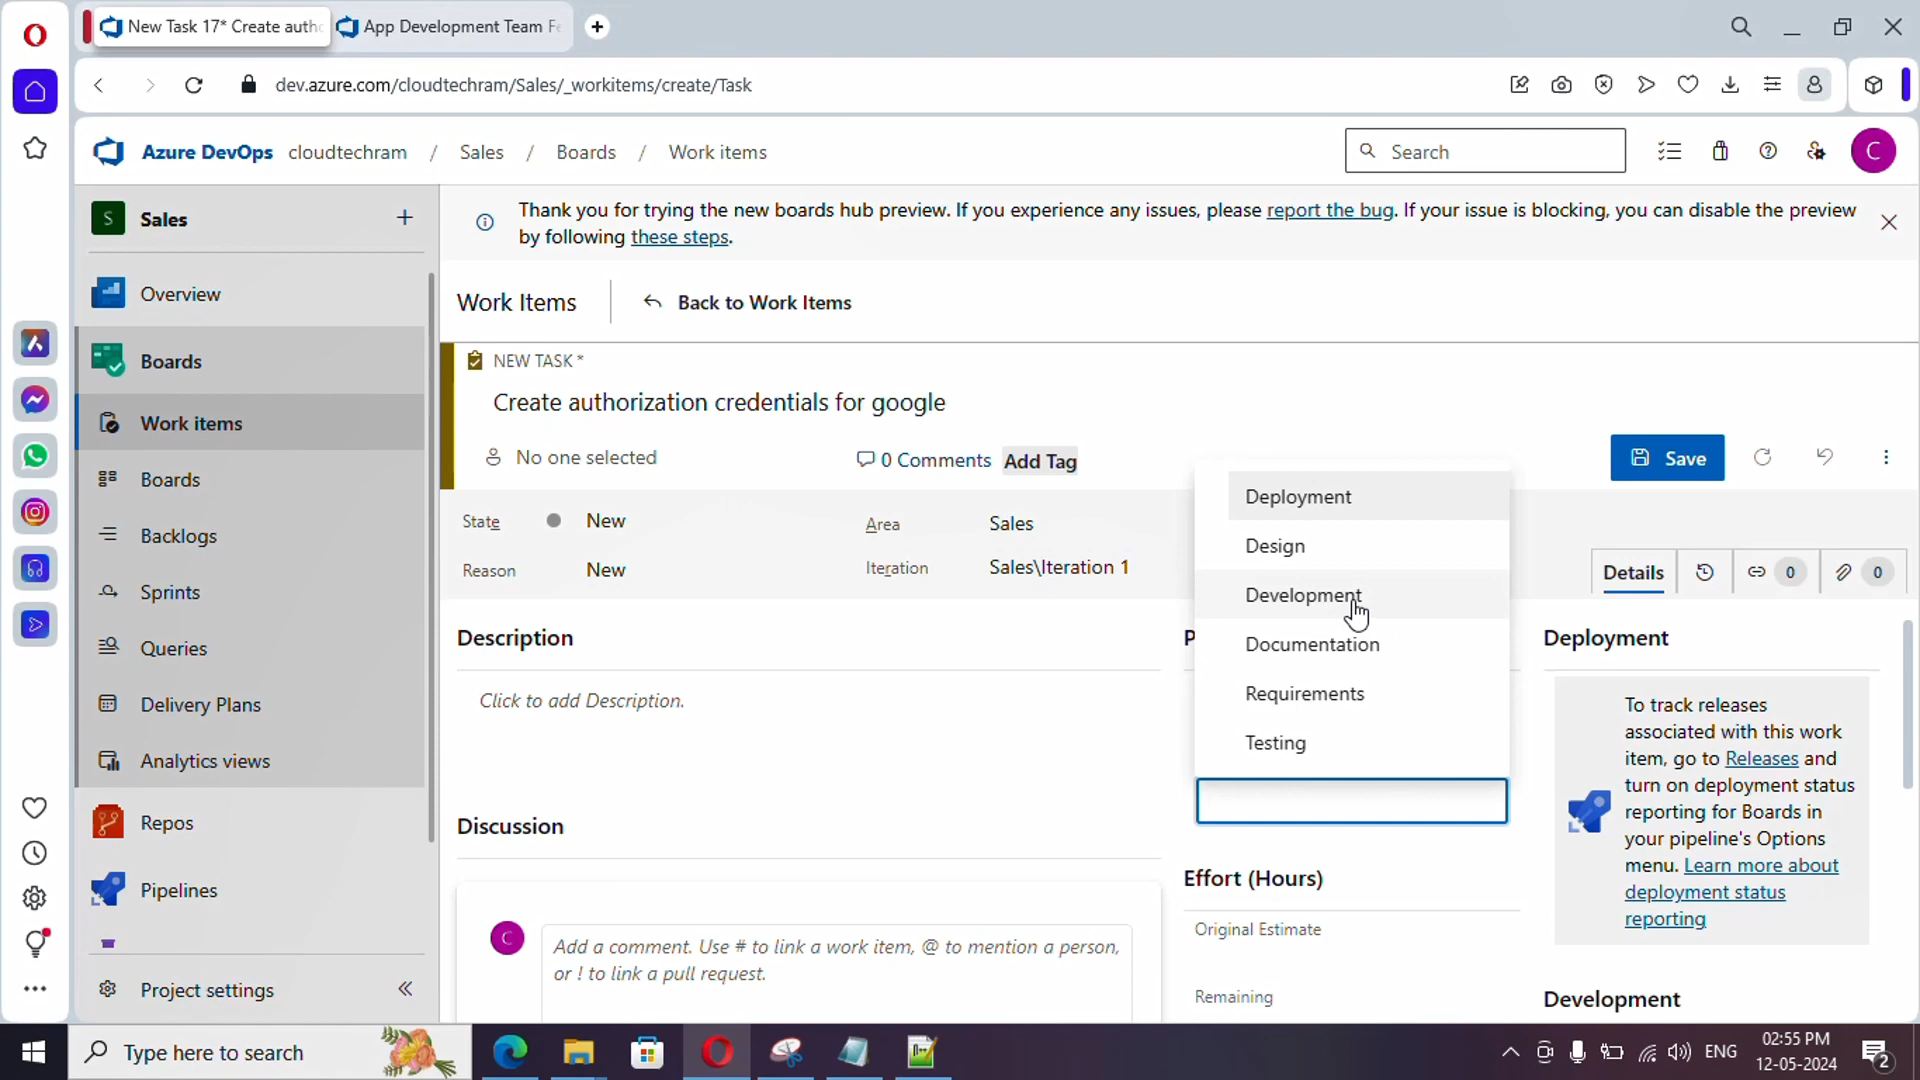 New Task 17* Create autho
App Development Team Fe
dev.azure.com/cloudtechram/Sales/_workitems/create/Task
Azure DevOps cloudtechram / Sales / Boards / Work items
Search
C
S Sales
Thank you for trying the new boards hub preview. If you experience any issues, please report the bug. If your issue is blocking, you can disable the preview
by following these steps.
Overview
Boards
Work items
Boards
Backlogs
Sprints
Queries
Delivery Plans
Analytics views
Repos
Pipelines
Project settings
Work Items
Back to Work Items
NEW TASK *
Create authorization credentials for google
No one selected
0 Comments
Add Tag
Save
State New
Area Sales
Reason New
Iteration Sales\Iteration 1
Details
0
0
Description
Click to add Description.
Discussion
C
Add a comment. Use # to link a work item, @ to mention a person,
or ! to link a pull request.
P
Deployment
Design
Development
Documentation
Requirements
Testing
Effort (Hours)
Original Estimate
Remaining
Deployment
To track releases
associated with this work
item, go to Releases and
turn on deployment status
reporting for Boards in
your pipeline's Options
menu. Learn more about
deployment status
reporting
Development
Type here to search
ENG
02:55 PM
12-05-2024
2